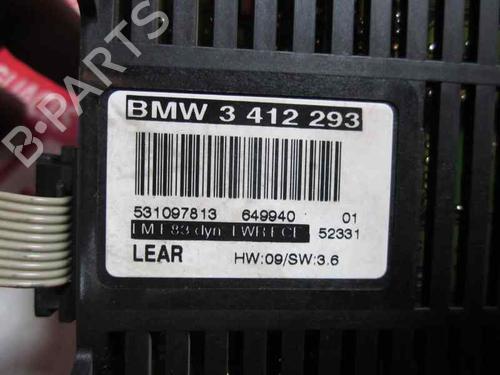 BMW 3 412 293
531097813 649940 01
LM E83 dyn LWR ECE 52331
LEAR HW:09/SW:3.6
B-PARTS